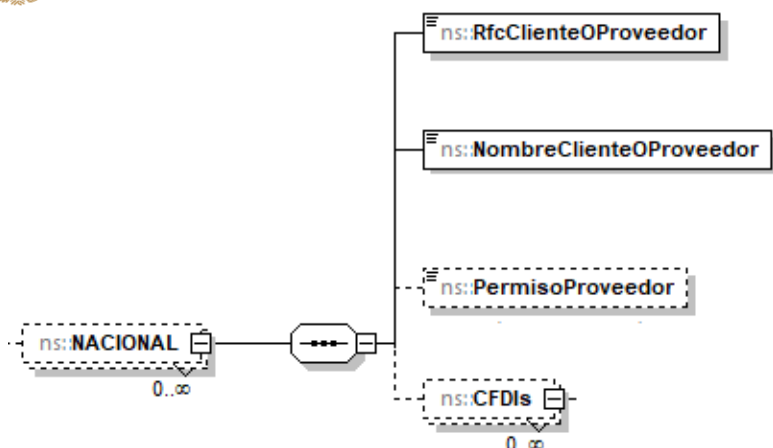 ns:RfcClienteOProveedor
ns:NombreClienteOProveedor
ns:PermisoProveedor
ns:NACIONAL
0..∞
ns:CFDIs
0..∞